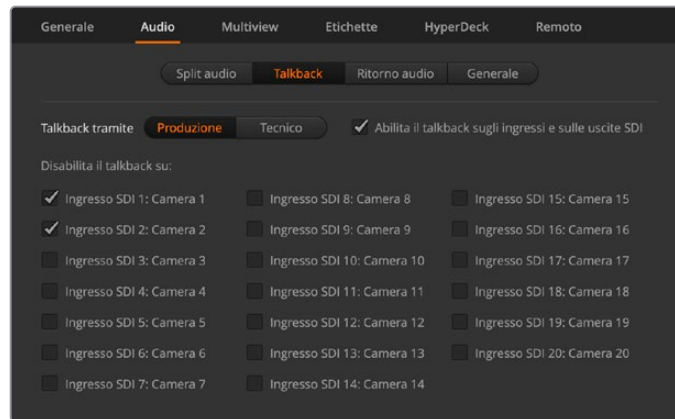 Generale Audio Multiview Etichette HyperDeck Remoto
Split audio Talkback Ritorno audio Generale
Talkback tramite Produzione Tecnico Abilita il talkback sugli ingressi e sulle uscite SDI
Disabilita il talkback su:
Ingresso SDI 1: Camera 1 Ingresso SDI 8: Camera 8 Ingresso SDI 15: Camera 15
Ingresso SDI 2: Camera 2 Ingresso SDI 9: Camera 9 Ingresso SDI 16: Camera 16
Ingresso SDI 3: Camera 3 Ingresso SDI 10: Camera 10 Ingresso SDI 17: Camera 17
Ingresso SDI 4: Camera 4 Ingresso SDI 11: Camera 11 Ingresso SDI 18: Camera 18
Ingresso SDI 5: Camera 5 Ingresso SDI 12: Camera 12 Ingresso SDI 19: Camera 19
Ingresso SDI 6: Camera 6 Ingresso SDI 13: Camera 13 Ingresso SDI 20: Camera 20
Ingresso SDI 7: Camera 7 Ingresso SDI 14: Camera 14